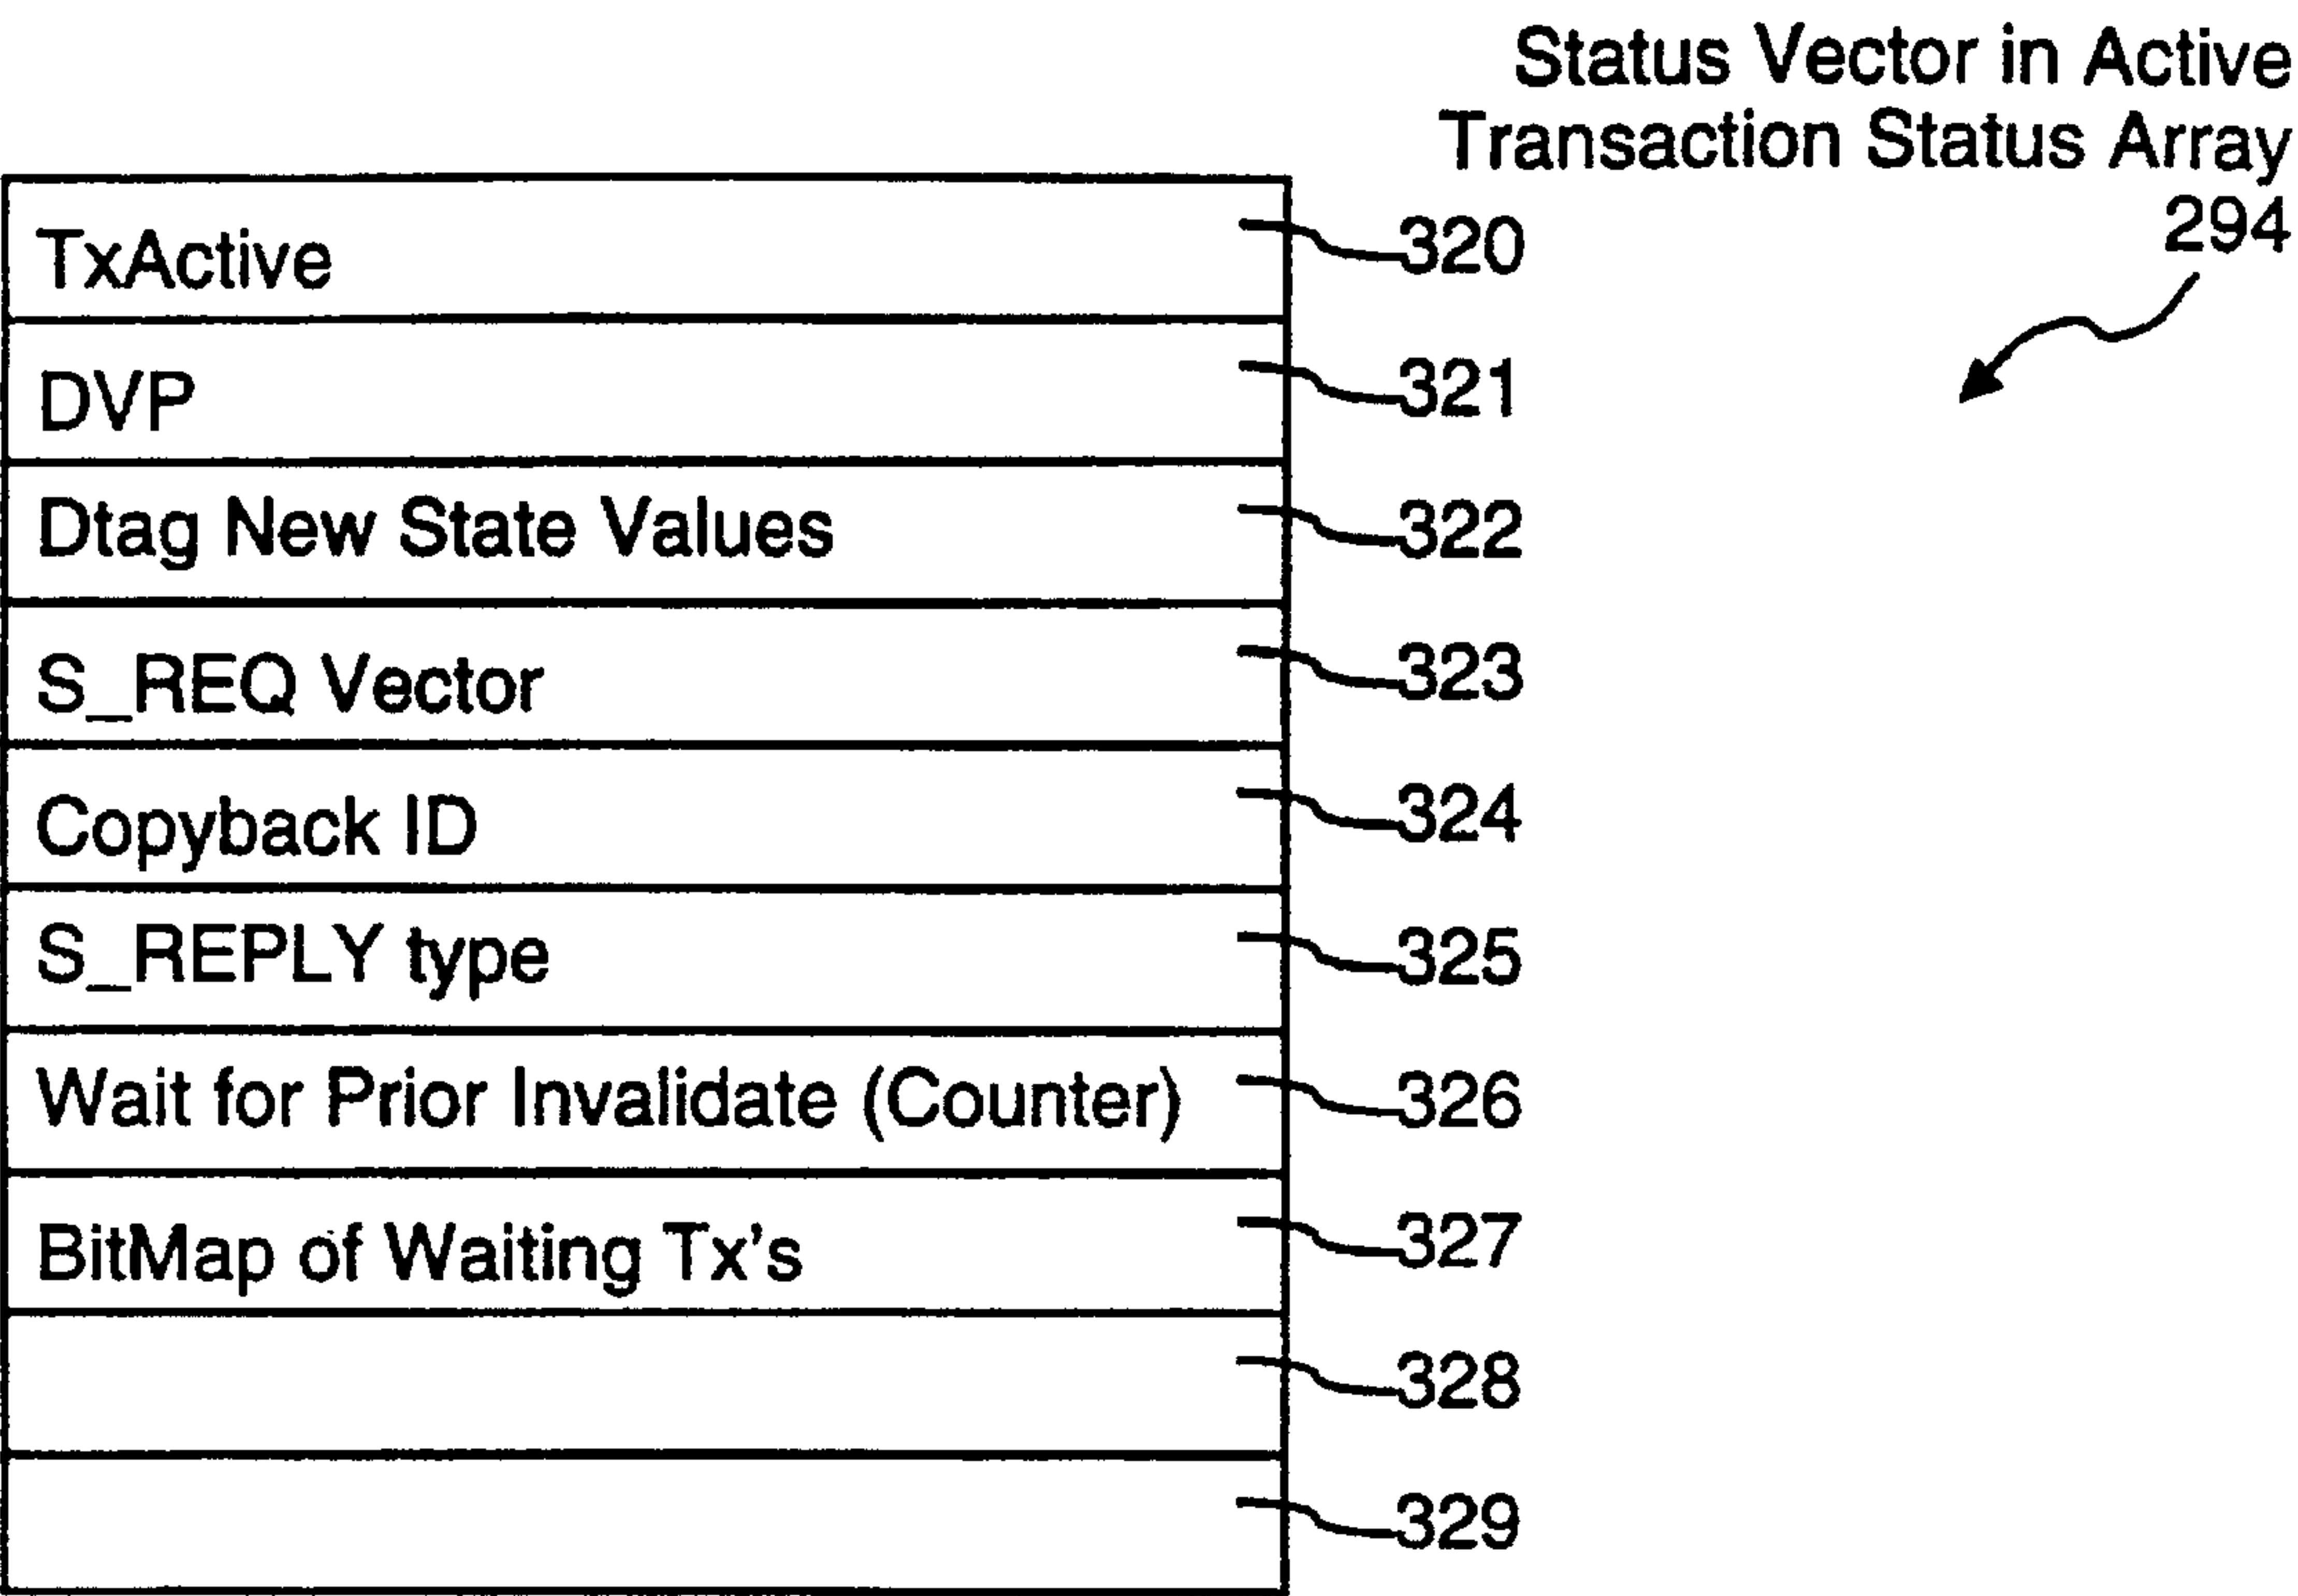 Status Vector in Active
Transaction Status Array
294
TxActive 320
DVP 321
Dtag New State Values 322
S_REQ Vector 323
Copyback ID 324
S_REPLY type 325
Wait for Prior Invalidate (Counter) 326
BitMap of Waiting Tx's 327
328
329